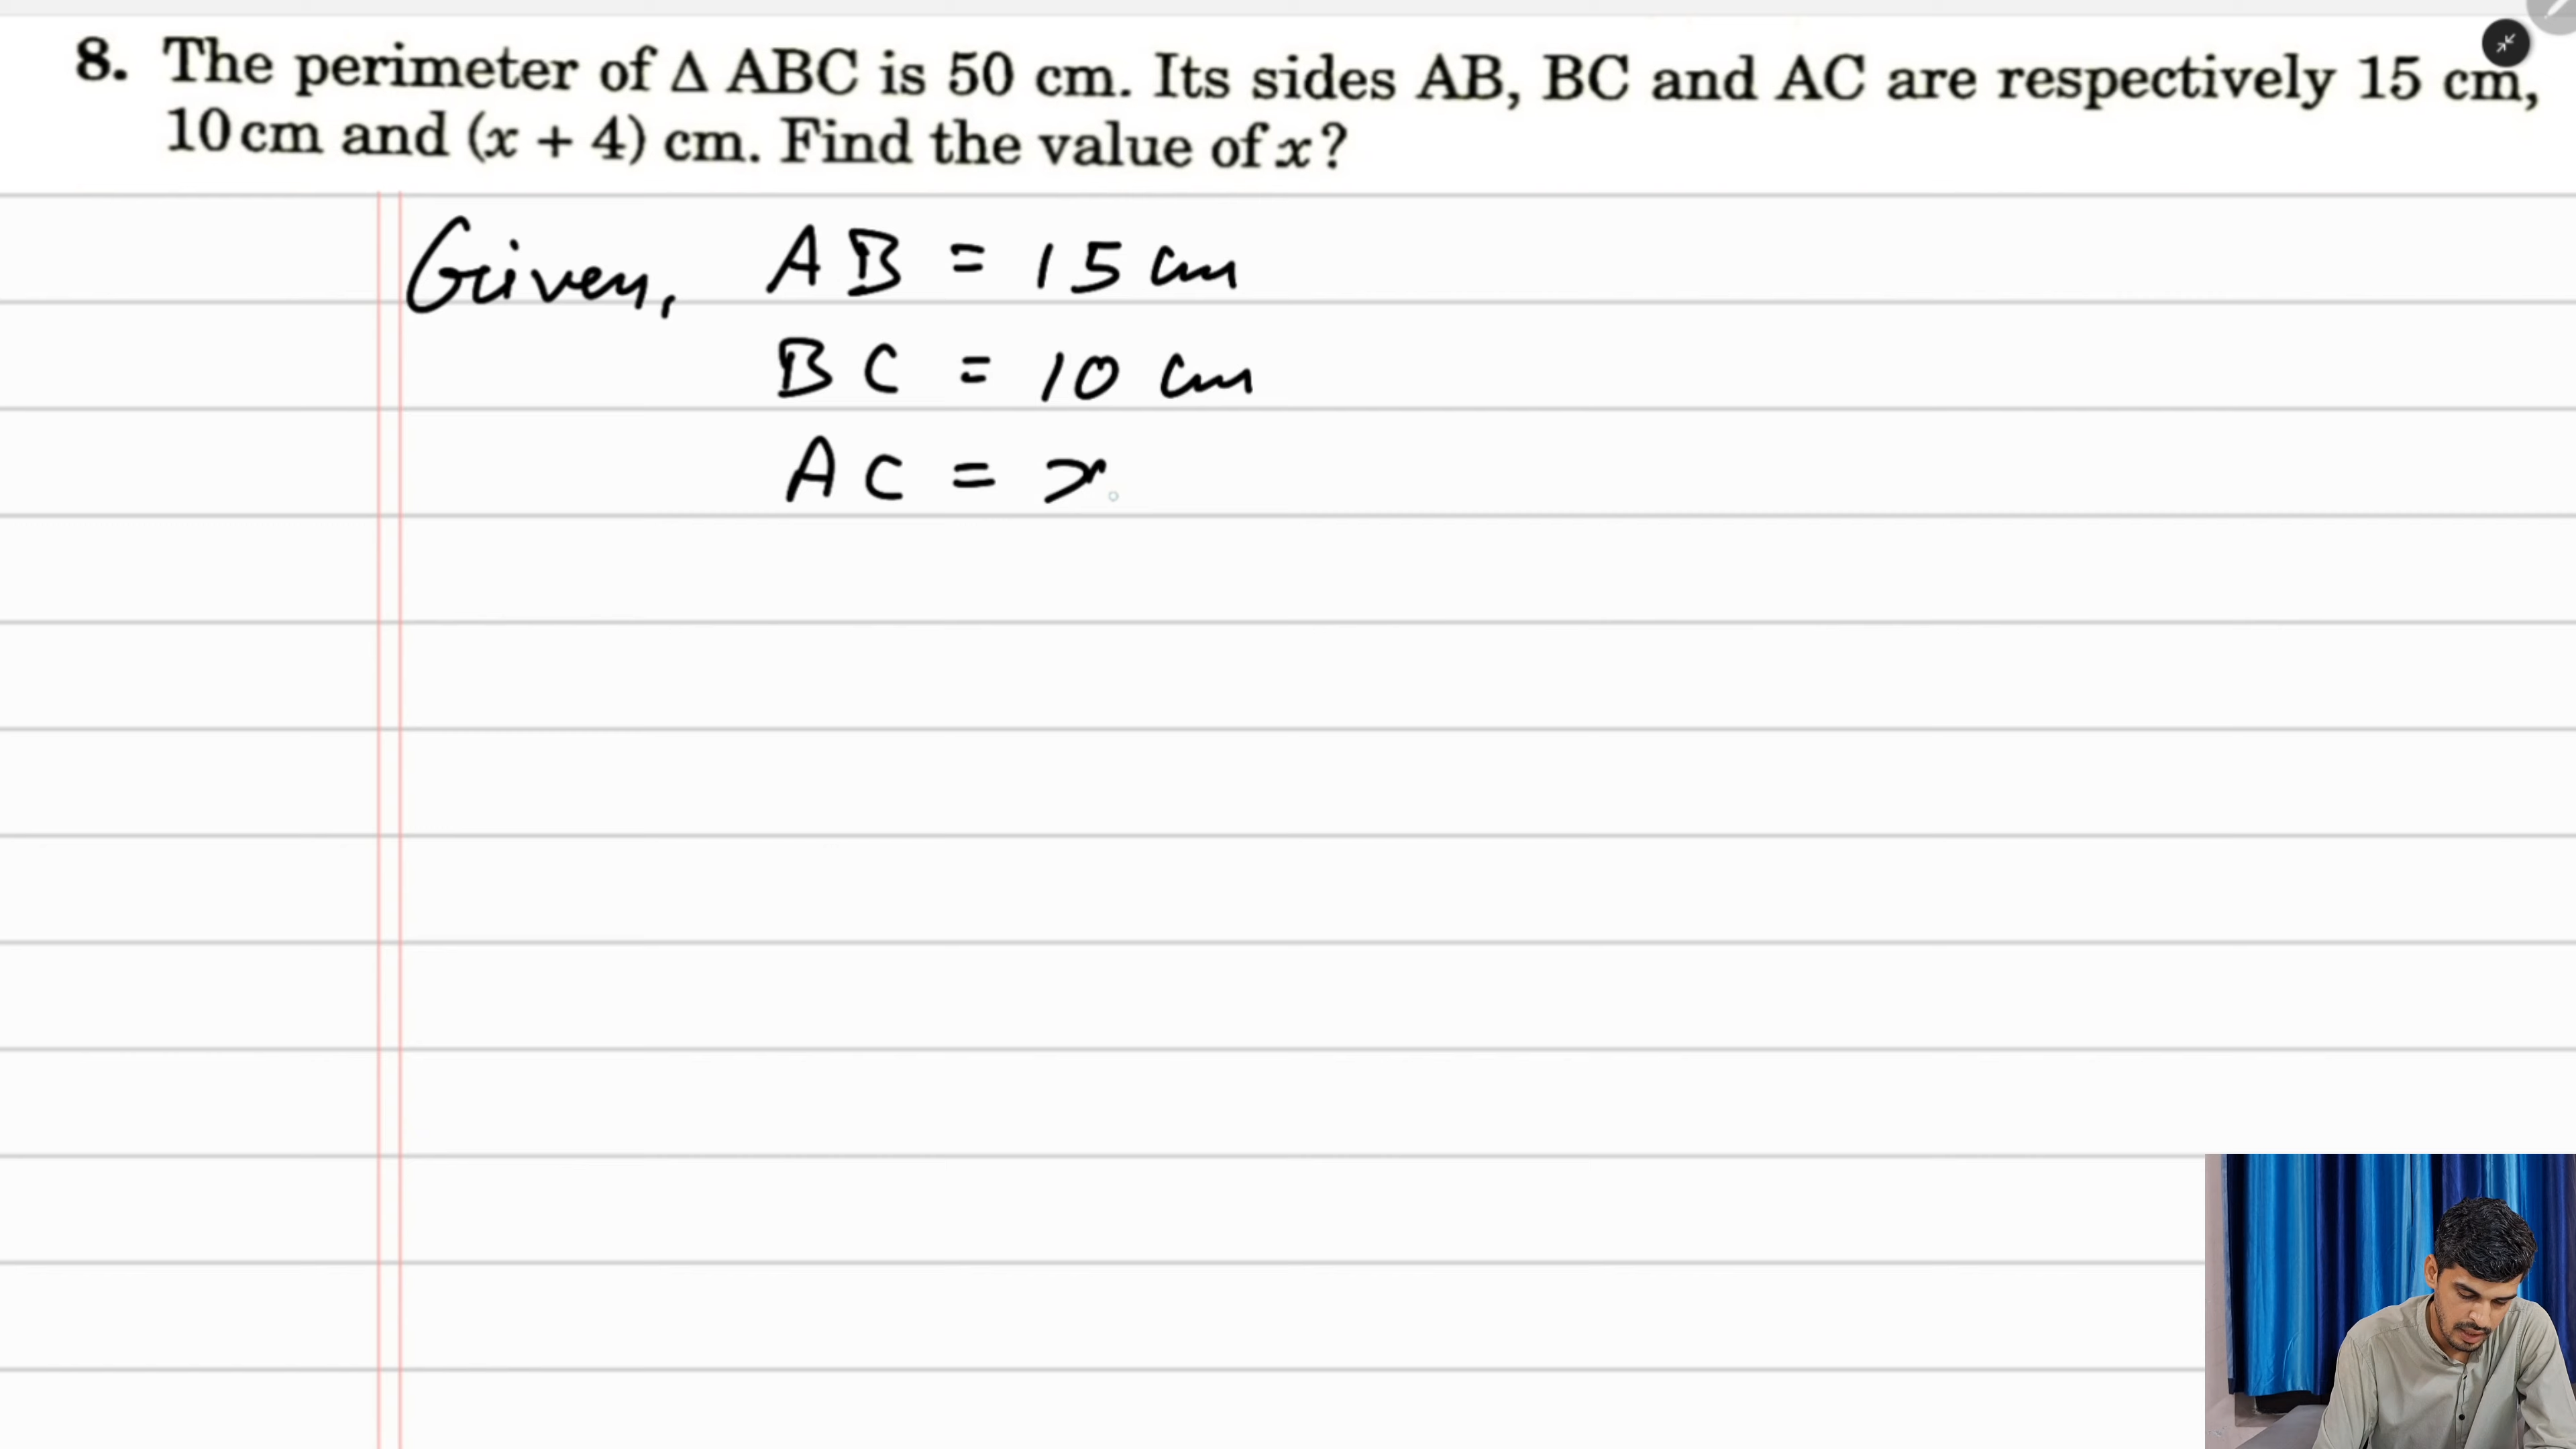 8. The perimeter of Δ ABC is 50 cm. Its sides AB, BC and AC are respectively 15 cm,
10 cm and (x + 4) cm. Find the value of x?
Given, AB = 15 cm
BC = 10 cm
AC = x